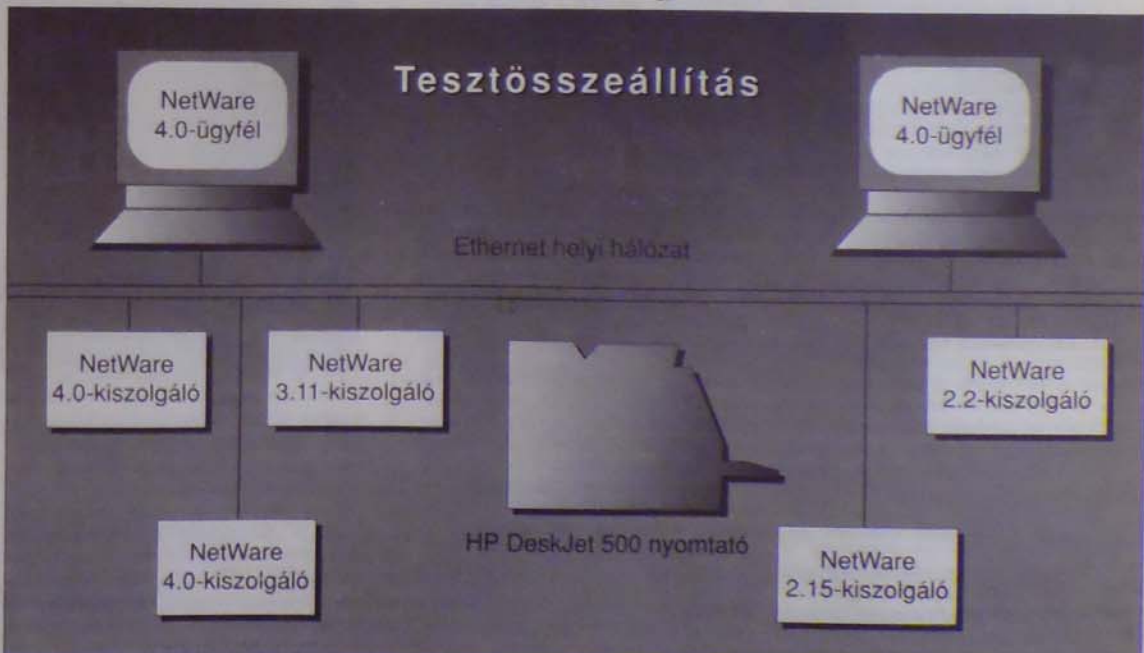 Tesztösszeállítás
NetWare
4.0-ügyfél
NetWare
4.0-ügyfél
Ethernet helyi hálózat
NetWare
4.0-kiszolgáló
NetWare
3.11-kiszolgáló
NetWare
2.2-kiszolgáló
NetWare
4.0-kiszolgáló
HP DeskJet 500 nyomtató
NetWare
2.15-kiszolgáló